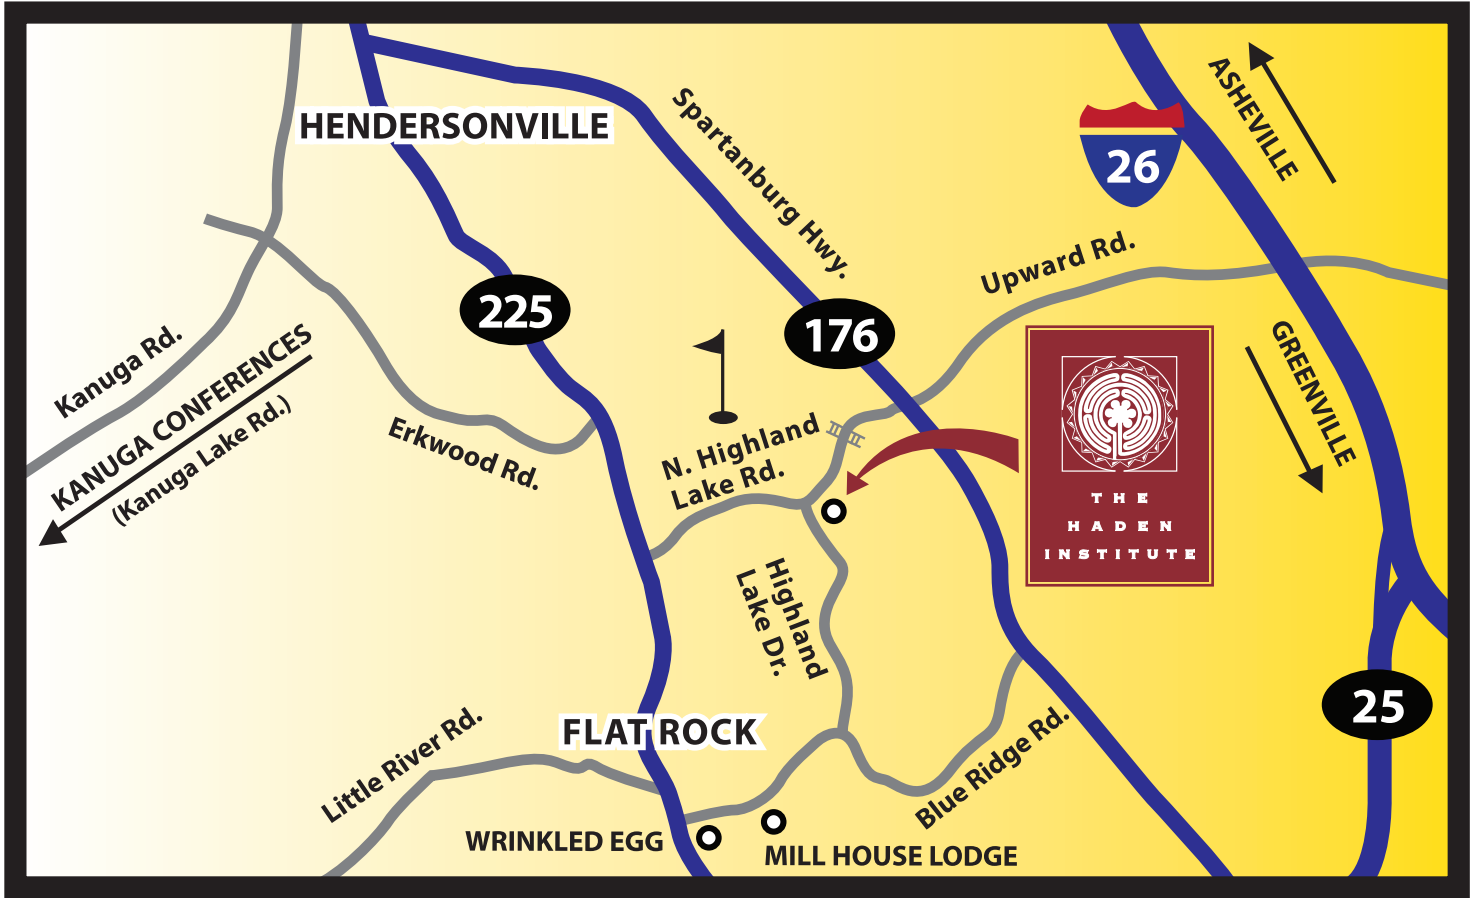 HENDERSONVILLE
Spartanburg Hwy.
26
ASHEVILLE
Upward Rd.
225
176
Kanuga Rd.
KANUGA CONFERENCES
(Kanuga Lake Rd.)
Erkwood Rd.
N. Highland
Lake Rd.
GREENVILLE
THE
HADEN
INSTITUTE
Highland
Lake Dr.
25
FLAT ROCK
Little River Rd.
Blue Ridge Rd.
WRINKLED EGG
MILL HOUSE LODGE